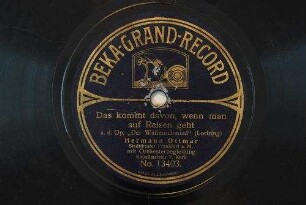 BEKA-GRAND-RECORD
Das kommt davon, wenn man
auf Reisen geht
a. d. Op. „Der Waffenschmied" (Lortzing)
Hermann Ottmar
mit Orchesterbegleitung
No. 13403.